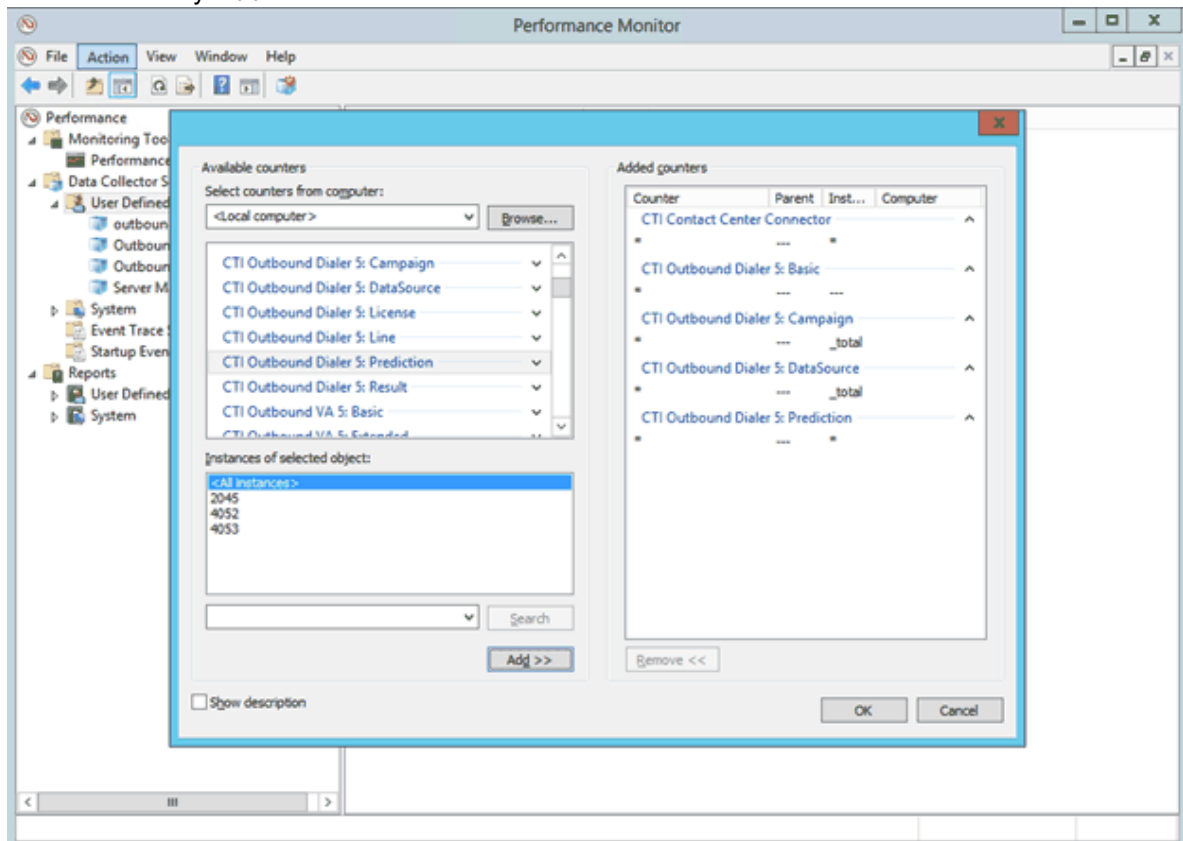 Performance Monitor
File Action View Window Help
Performance
Monitoring Too
Performance
Data Collector S
User Defined
outboun
Outboun
Outboun
Server M
System
Event Trace S
Startup Even
Reports
User Defined
System
Available counters
Select counters from computer:
<Local computer>
Browse...
CTI Outbound Dialer 5: Campaign
CTI Outbound Dialer 5: DataSource
CTI Outbound Dialer 5: License
CTI Outbound Dialer 5: Line
CTI Outbound Dialer 5: Prediction
CTI Outbound Dialer 5: Result
CTI Outbound VA 5: Basic
CTI Outbound VA 5: Extended
Instances of selected object:
<All instances>
2045
4052
4053
Search
Add >>
Show description
Added counters
Counter Parent Inst... Computer
CTI Contact Center Connector
* --- *
CTI Outbound Dialer 5: Basic
* --- ---
CTI Outbound Dialer 5: Campaign
* --- _total
CTI Outbound Dialer 5: DataSource
* --- _total
CTI Outbound Dialer 5: Prediction
* --- *
Remove <<
OK Cancel